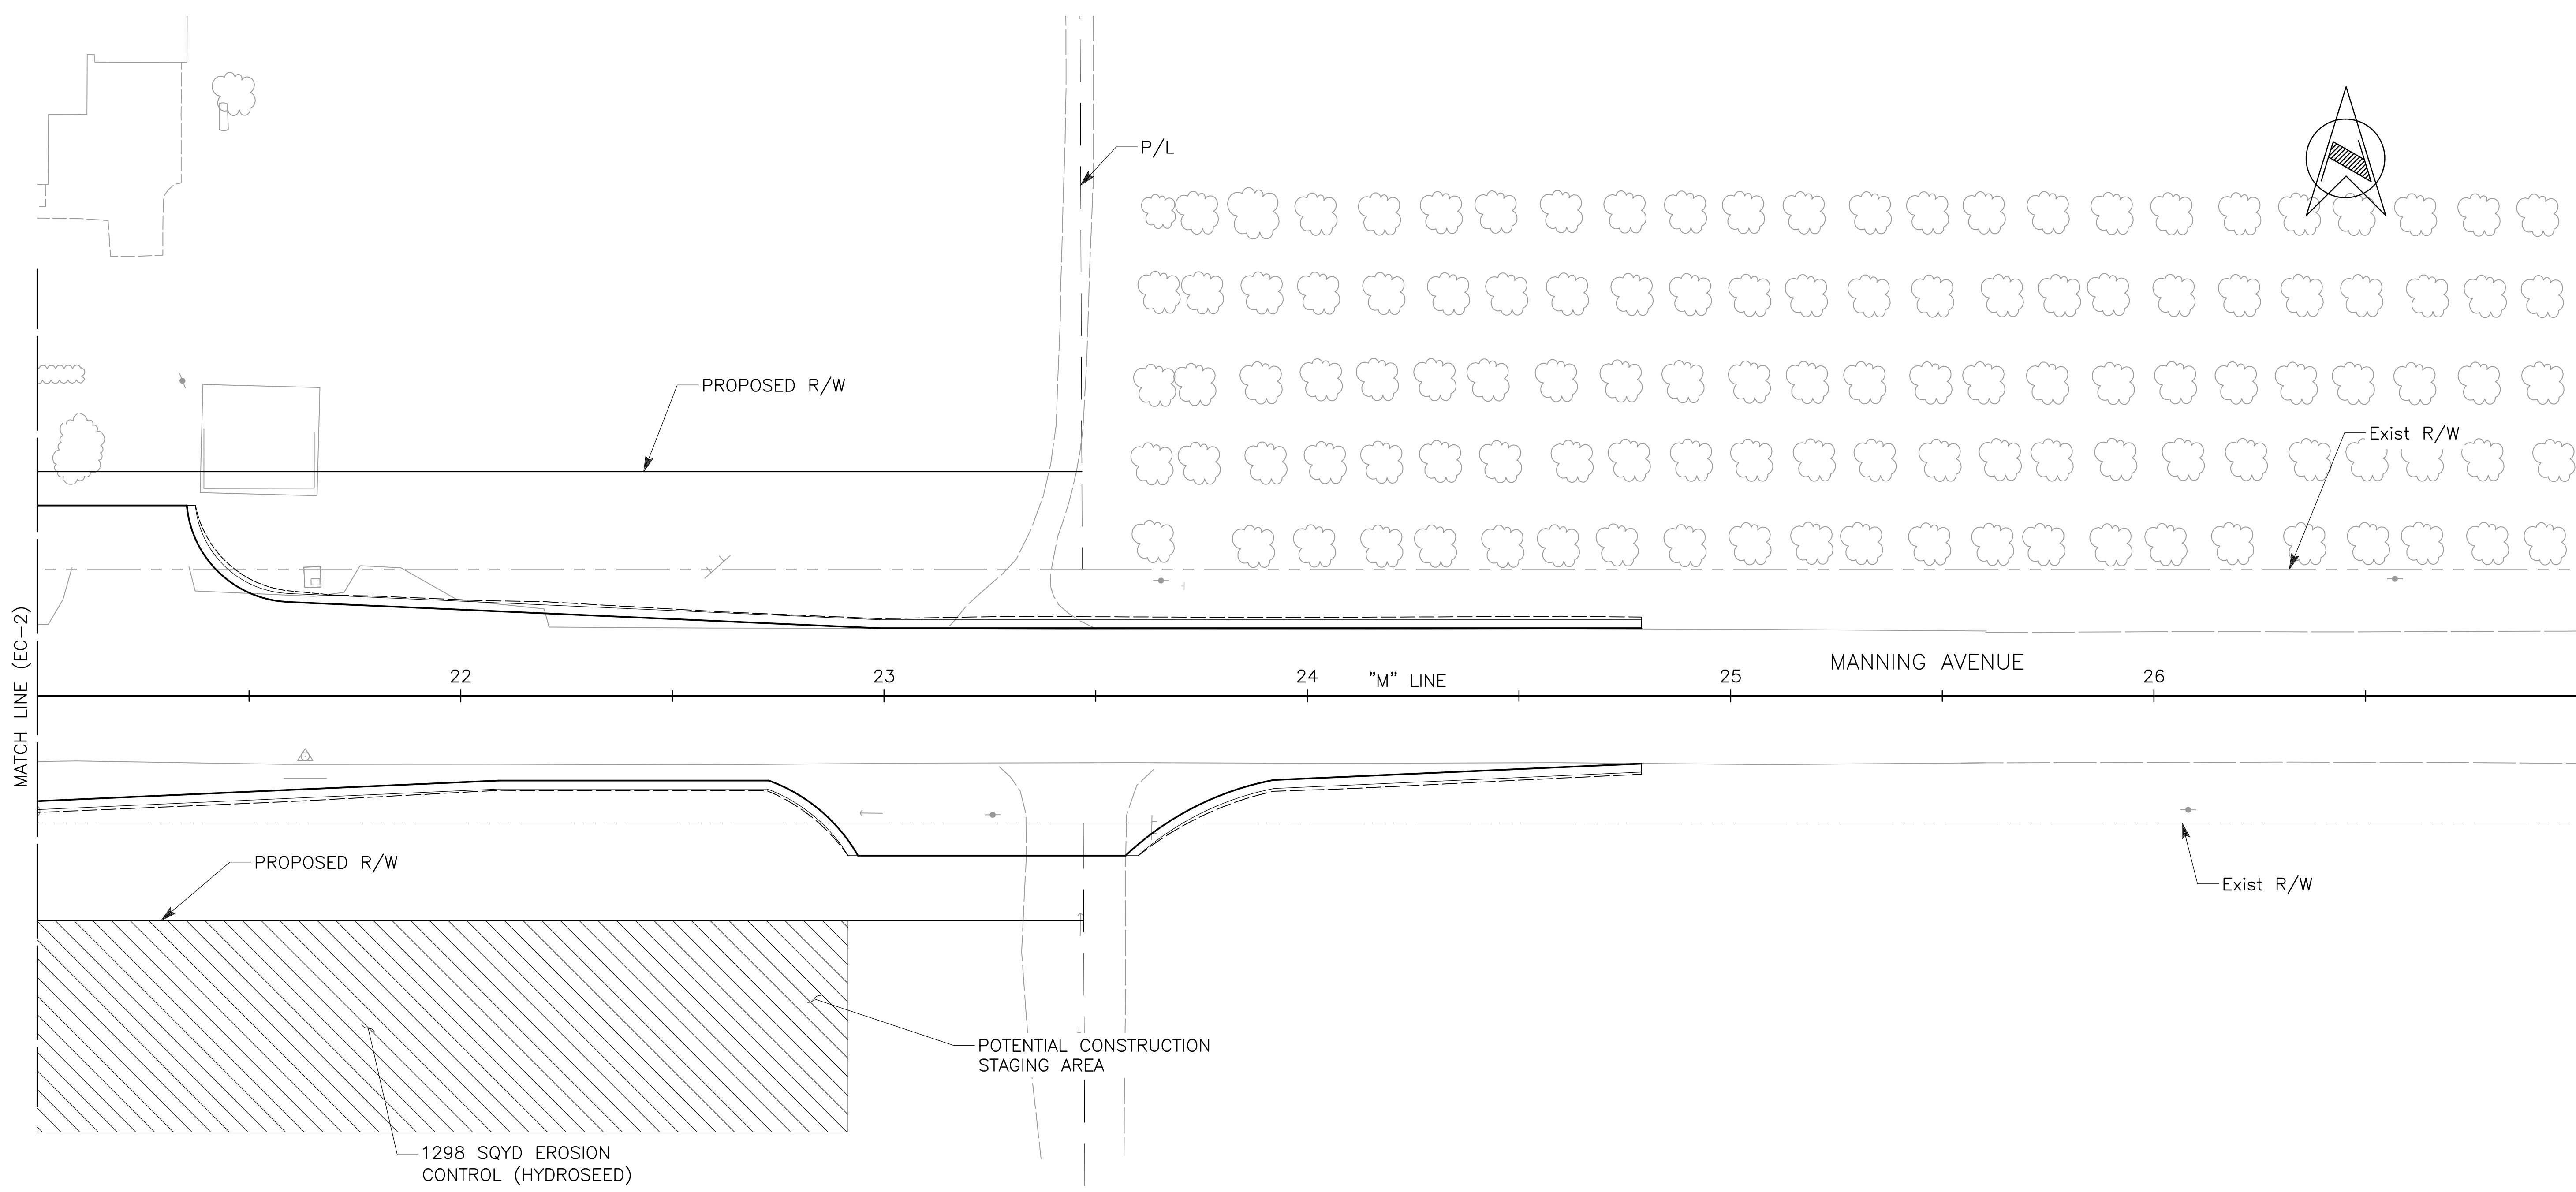 P/L
PROPOSED R/W
Exist R/W
MATCH LINE (EC-2)
MANNING AVENUE
22
23
24
"M" LINE
25
26
PROPOSED R/W
Exist R/W
POTENTIAL CONSTRUCTION
STAGING AREA
1298 SQYD EROSION
CONTROL (HYDROSEED)